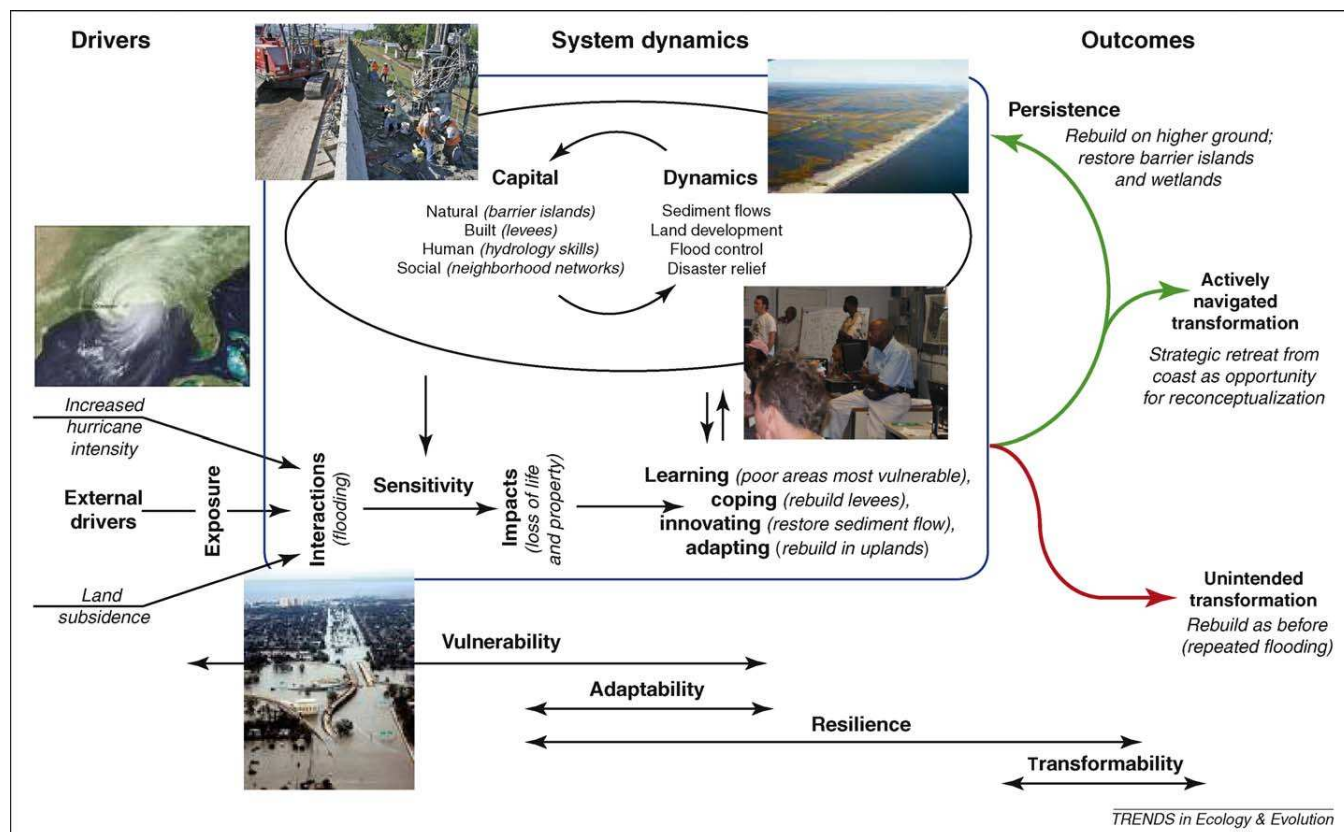 Drivers
System dynamics
Outcomes
Persistence
Rebuild on higher ground;
restore barrier islands
and wetlands
Capital
Natural (barrier islands)
Built (levees)
Human (hydrology skills)
Social (neighborhood networks)
Dynamics
Sediment flows
Land development
Flood control
Disaster relief
Actively
navigated
transformation
Strategic retreat from
coast as opportunity
for reconceptualization
Increased
hurricane
intensity
External
drivers
Land
subsidence
Exposure
Interactions
(flooding)
Sensitivity
Impacts
(loss of life
and property)
Learning (poor areas most vulnerable),
coping (rebuild levees),
innovating (restore sediment flow),
adapting (rebuild in uplands)
Unintended
transformation
Rebuild as before
(repeated flooding)
Vulnerability
Adaptability
Resilience
Transformability
TRENDS in Ecology & Evolution